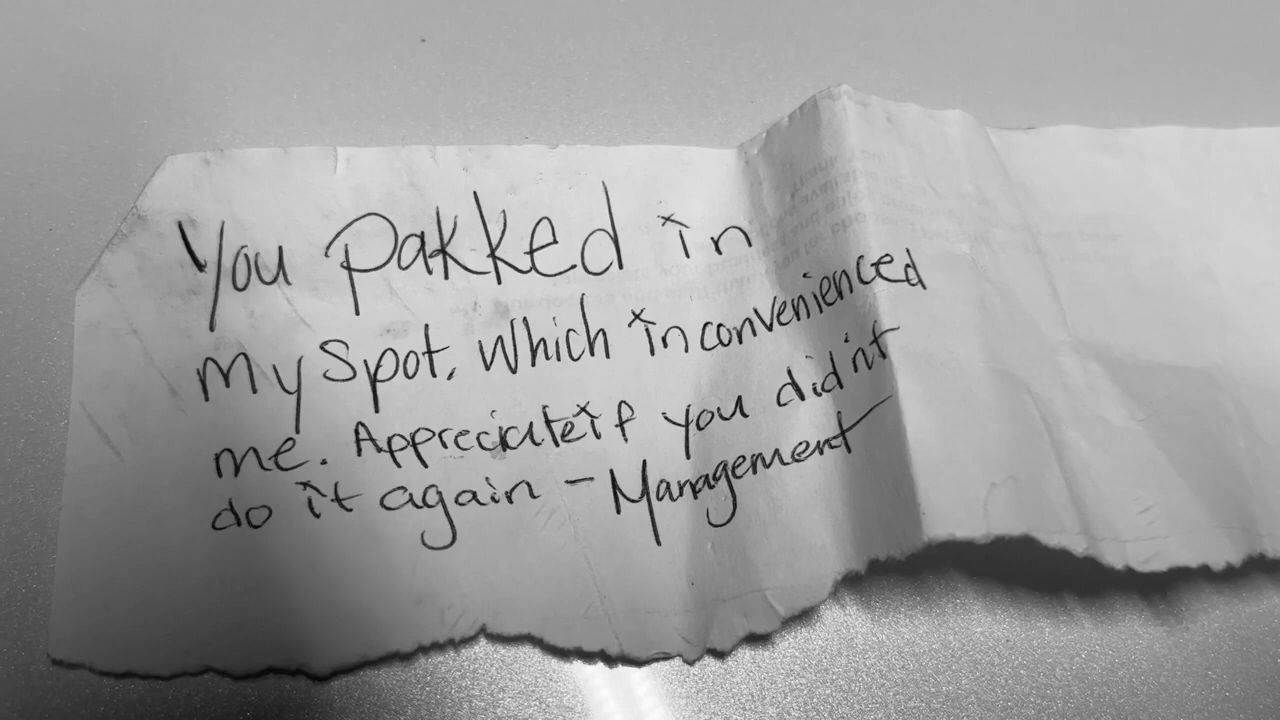 You pakked in
my spot, which inconvenienced
me. Appreciate if you did'nt
do it again - Management